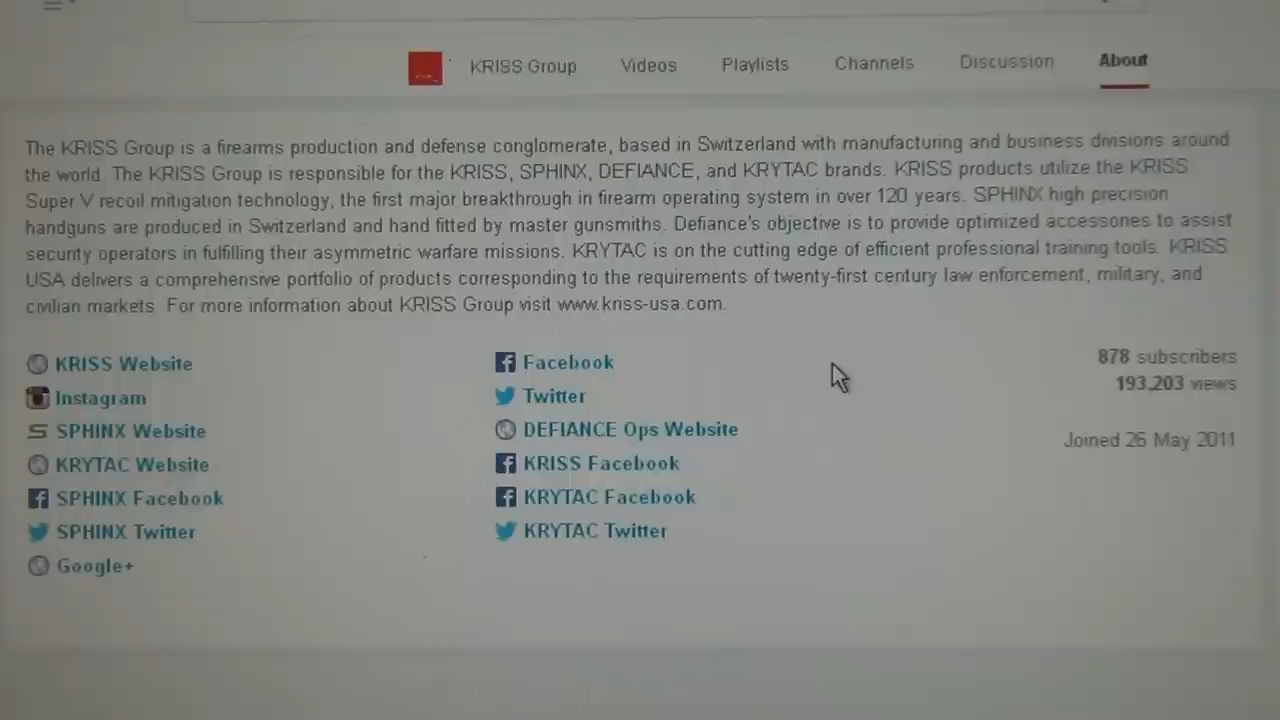 KRISS Group Videos Playlists Channels Discussion About
The KRISS Group is a firearms production and defense conglomerate, based in Switzerland with manufacturing and business divisions around
the world. The KRISS Group is responsible for the KRISS, SPHINX, DEFIANCE, and KRYTAC brands. KRISS products utilize the KRISS
Super V recoil mitigation technology, the first major breakthrough in firearm operating system in over 120 years. SPHINX high precision
handguns are produced in Switzerland and hand fitted by master gunsmiths. Defiance's objective is to provide optimized accessories to assist
security operators in fulfilling their asymmetric warfare missions. KRYTAC is on the cutting edge of efficient professional training tools. KRISS
USA delivers a comprehensive portfolio of products corresponding to the requirements of twenty-first century law enforcement, military, and
civilian markets. For more information about KRISS Group visit www.kriss-usa.com.
KRISS Website
Instagram
SPHINX Website
KRYTAC Website
SPHINX Facebook
SPHINX Twitter
Google+
Facebook
Twitter
DEFIANCE Ops Website
KRISS Facebook
KRYTAC Facebook
KRYTAC Twitter
878 subscribers
193,203 views
Joined 26 May 2011